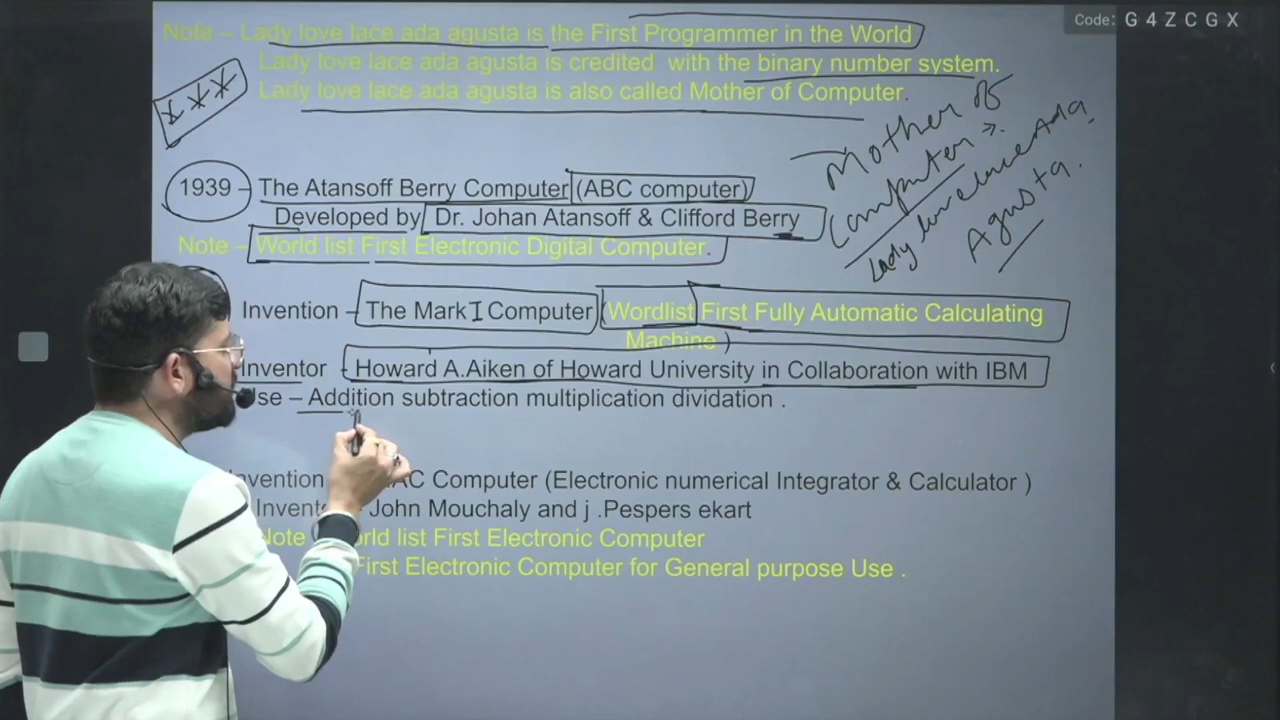 Code: G4ZCGX
Note – Lady love lace ada agusta is the First Programmer in the World
Lady love lace ada agusta is credited with the binary number system.
Lady love lace ada agusta is also called Mother of Computer.
Mother of
Computer
Lady love lace Ada
Agusta.
1939 – The Atansoff Berry Computer (ABC computer)
Developed by Dr. Johan Atansoff & Clifford Berry
Note – World list First Electronic Digital Computer.
Invention – The Mark I Computer (Wordlist First Fully Automatic Calculating
Machine )
Inventor - Howard A.Aiken of Howard University in Collaboration with IBM
Use – Addition subtraction multiplication dividation .
Computer (Electronic numerical Integrator & Calculator )
John Mouchaly and j .Pespers ekart
Note list First Electronic Computer
First Electronic Computer for General purpose Use .